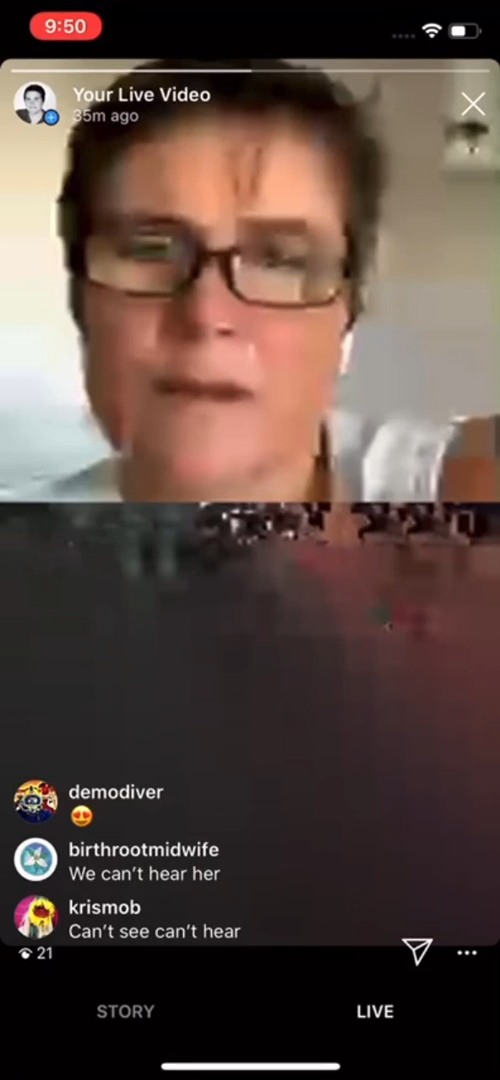 9:50
Your Live Video
35m ago
demodiver
😍
birthrootmidwife
We can't hear her
krismob
Can't see can't hear
21
STORY
LIVE